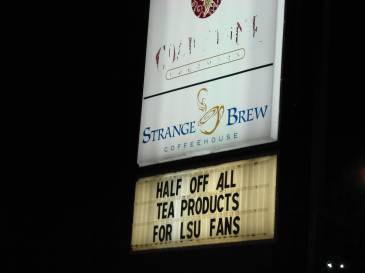 STRANGE BREW
COFFEEHOUSE
HALF OFF ALL
TEA PRODUCTS
FOR LSU FANS